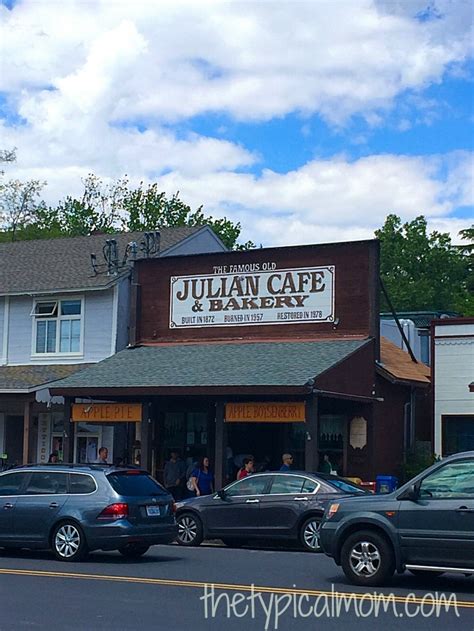 THE FAMOUS OLD
JULIAN CAFE
& BAKERY
BUILT IN 1872 BURNED IN 1957 RESTORED IN 1978
APPLE PIE
APPLE BOYSENBERRY
thetypicalmom.com